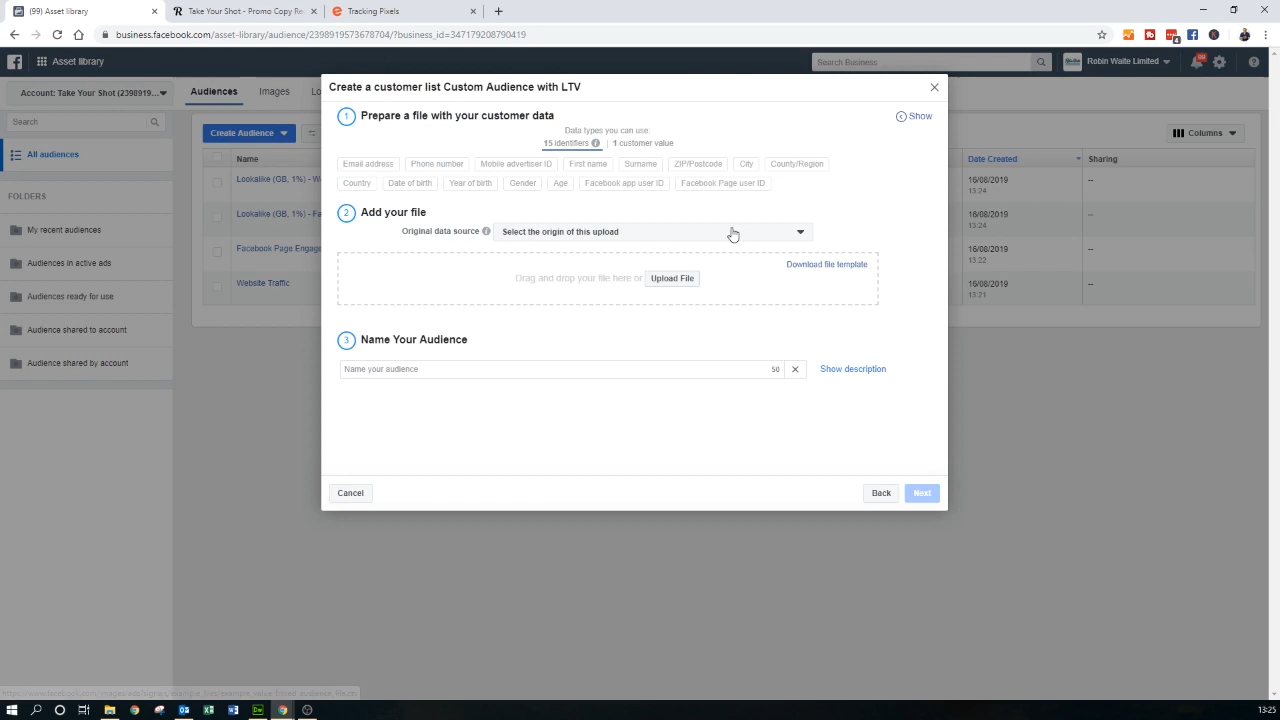 (99) Asset library
Take Your Shot - Promo Copy Re
Tracking Pixels
business.facebook.com/asset-library/audience/2398919573678704/?business_id=347179208790419
Asset library
Search Business
Robin Waite Limited
Account: Take Your Shot (2398919...
Audiences
Images
Lo
Search
Create Audience
Columns
All audiences
Name
Date Created
Sharing
Lookalike (GB, 1%) - W
16/08/2019
13:24
--
FOLDERS
Lookalike (GB, 1%) - Fa
16/08/2019
13:24
--
My recent audiences
Facebook Page Engage
16/08/2019
13:22
--
Audiences in active ads
Website Traffic
16/08/2019
13:21
--
Audiences ready for use
Audience shared to account
Audience shared by account
Create a customer list Custom Audience with LTV
1 Prepare a file with your customer data
Show
Data types you can use:
15 identifiers | 1 customer value
Email address Phone number Mobile advertiser ID First name Surname ZIP/Postcode City County/Region
Country Date of birth Year of birth Gender Age Facebook app user ID Facebook Page user ID
2 Add your file
Original data source Select the origin of this upload
Download file template
Drag and drop your file here or Upload File
3 Name Your Audience
Name your audience 50 Show description
Cancel Back Next
13:25